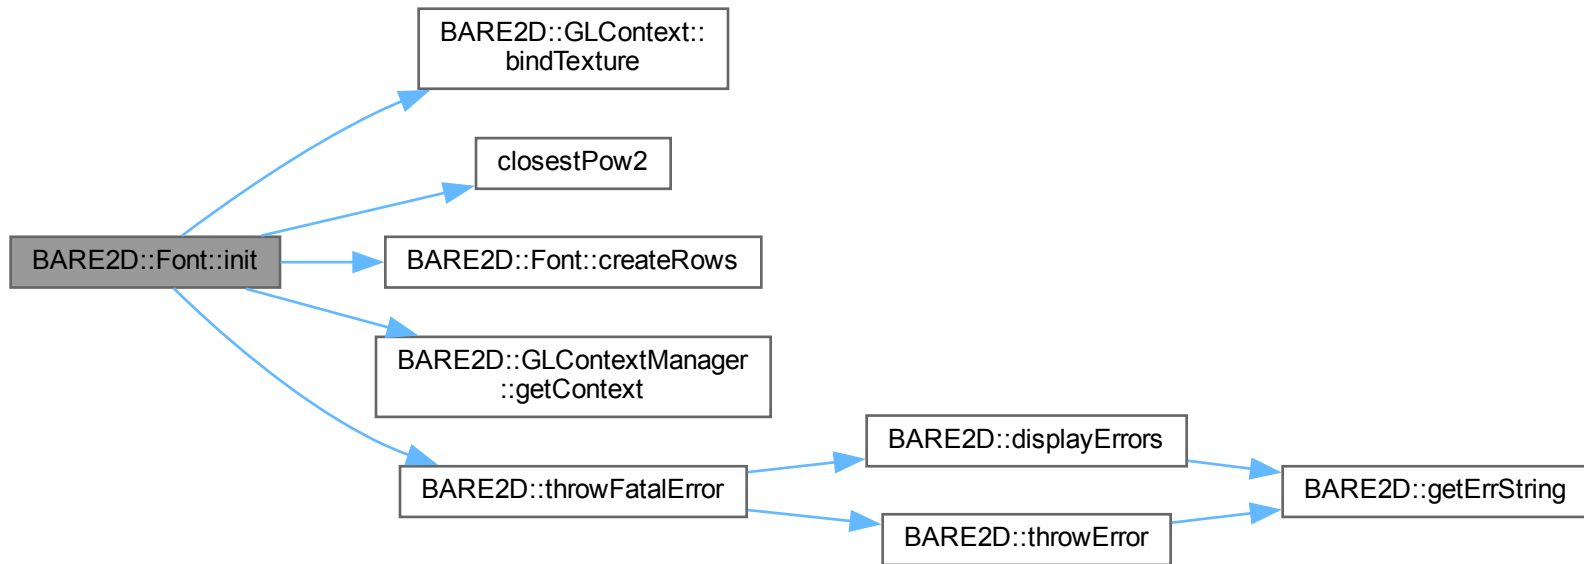 BARE2D::GLContext::
bindTexture
closestPow2
BARE2D::Font::init
BARE2D::Font::createRows
BARE2D::GLContextManager
::getContext
BARE2D::throwFatalError
BARE2D::displayErrors
BARE2D::throwError
BARE2D::getErrString